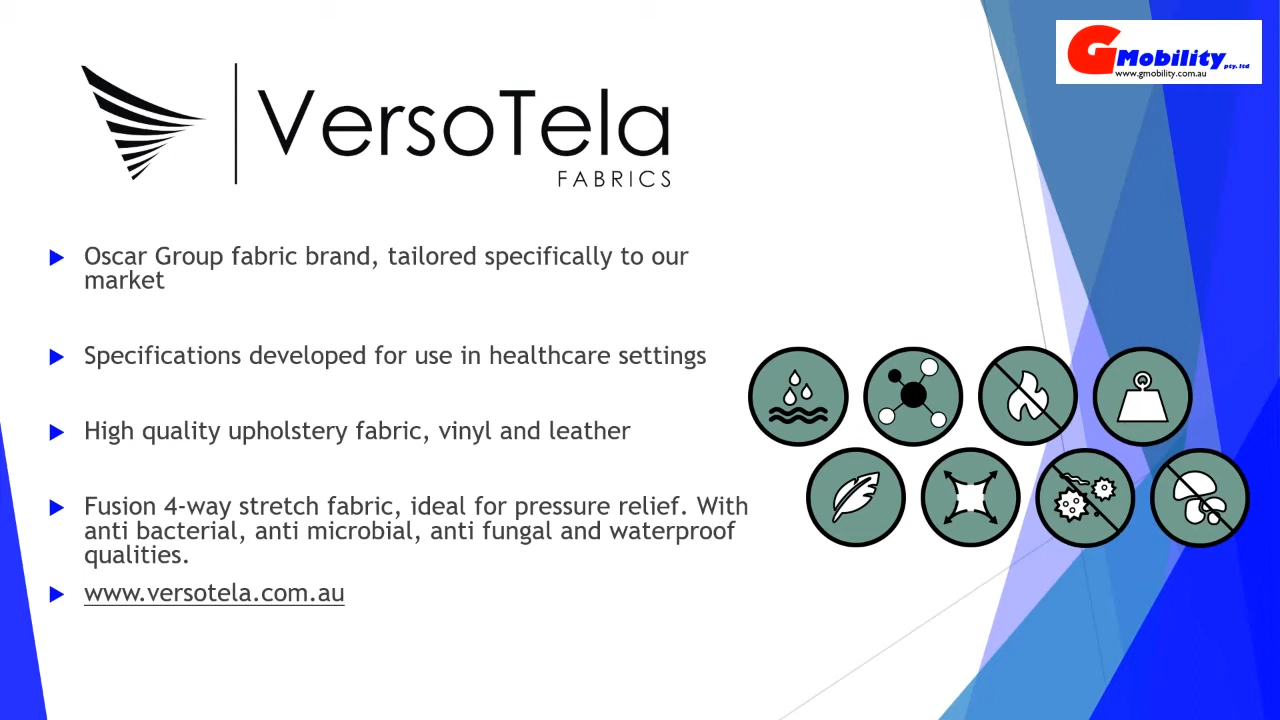 G Mobility pty. ltd
www.gmobility.com.au
VersoTela
FABRICS
Oscar Group fabric brand, tailored specifically to our
market
Specifications developed for use in healthcare settings
High quality upholstery fabric, vinyl and leather
Fusion 4-way stretch fabric, ideal for pressure relief. With
anti bacterial, anti microbial, anti fungal and waterproof
qualities.
www.versotela.com.au